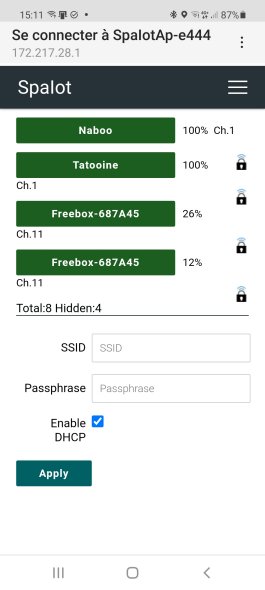 15:11 87%
Se connecter à SpalotAp-e444
172.217.28.1
Spalot
Naboo 100% Ch.1
Tatooine 100%
Ch.1
Freebox-687A45 26%
Ch.11
Freebox-687A45 12%
Ch.11
Total:8 Hidden:4
SSID SSID
Passphrase Passphrase
Enable
DHCP
Apply